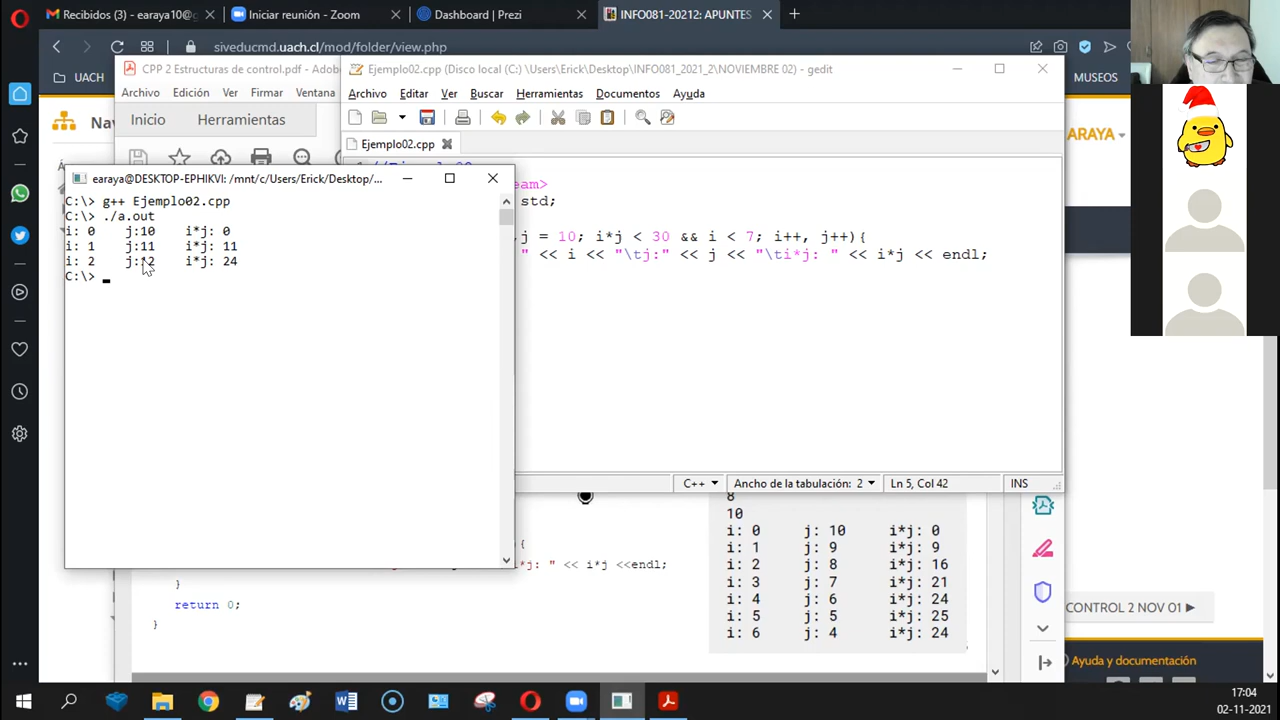 Recibidos (3) - earaya10@g
Iniciar reunión - Zoom
Dashboard | Prezi
INFO081-20212: APUNTES
siveducmd.uach.cl/mod/folder/view.php
UACH
MUSEOS
CPP 2 Estructuras de control.pdf - Adob
Archivo Edición Ver Firmar Ventana
Inicio Herramientas
Nav
ARAYA
Ejemplo02.cpp (Disco local (C:) \Users\Erick\Desktop\INFO081_2021_2\NOVIEMBRE 02) - gedit
Archivo Editar Ver Buscar Herramientas Documentos Ayuda
Ejemplo02.cpp
eam>
std;
,j = 10; i*j < 30 && i < 7; i++, j++){
" << i << "\tj:" << j << "\ti*j: " << i*j << endl;
C++ Ancho de la tabulación: 2 Ln 5, Col 42 INS
earaya@DESKTOP-EPHIKVI: /mnt/c/Users/Erick/Desktop/...
C:\> g++ Ejemplo02.cpp
C:\> ./a.out
i: 0 j:10 i*j: 0
i: 1 j:11 i*j: 11
i: 2 j:12 i*j: 24
C:\>
{
i*j: " << i*j <<endl;
}
return 0;
}
8
10
i: 0 j: 10 i*j: 0
i: 1 j: 9 i*j: 9
i: 2 j: 8 i*j: 16
i: 3 j: 7 i*j: 21
i: 4 j: 6 i*j: 24
i: 5 j: 5 i*j: 25
i: 6 j: 4 i*j: 24
CONTROL 2 NOV 01 ►
Ayuda y documentación
17:04
02-11-2021